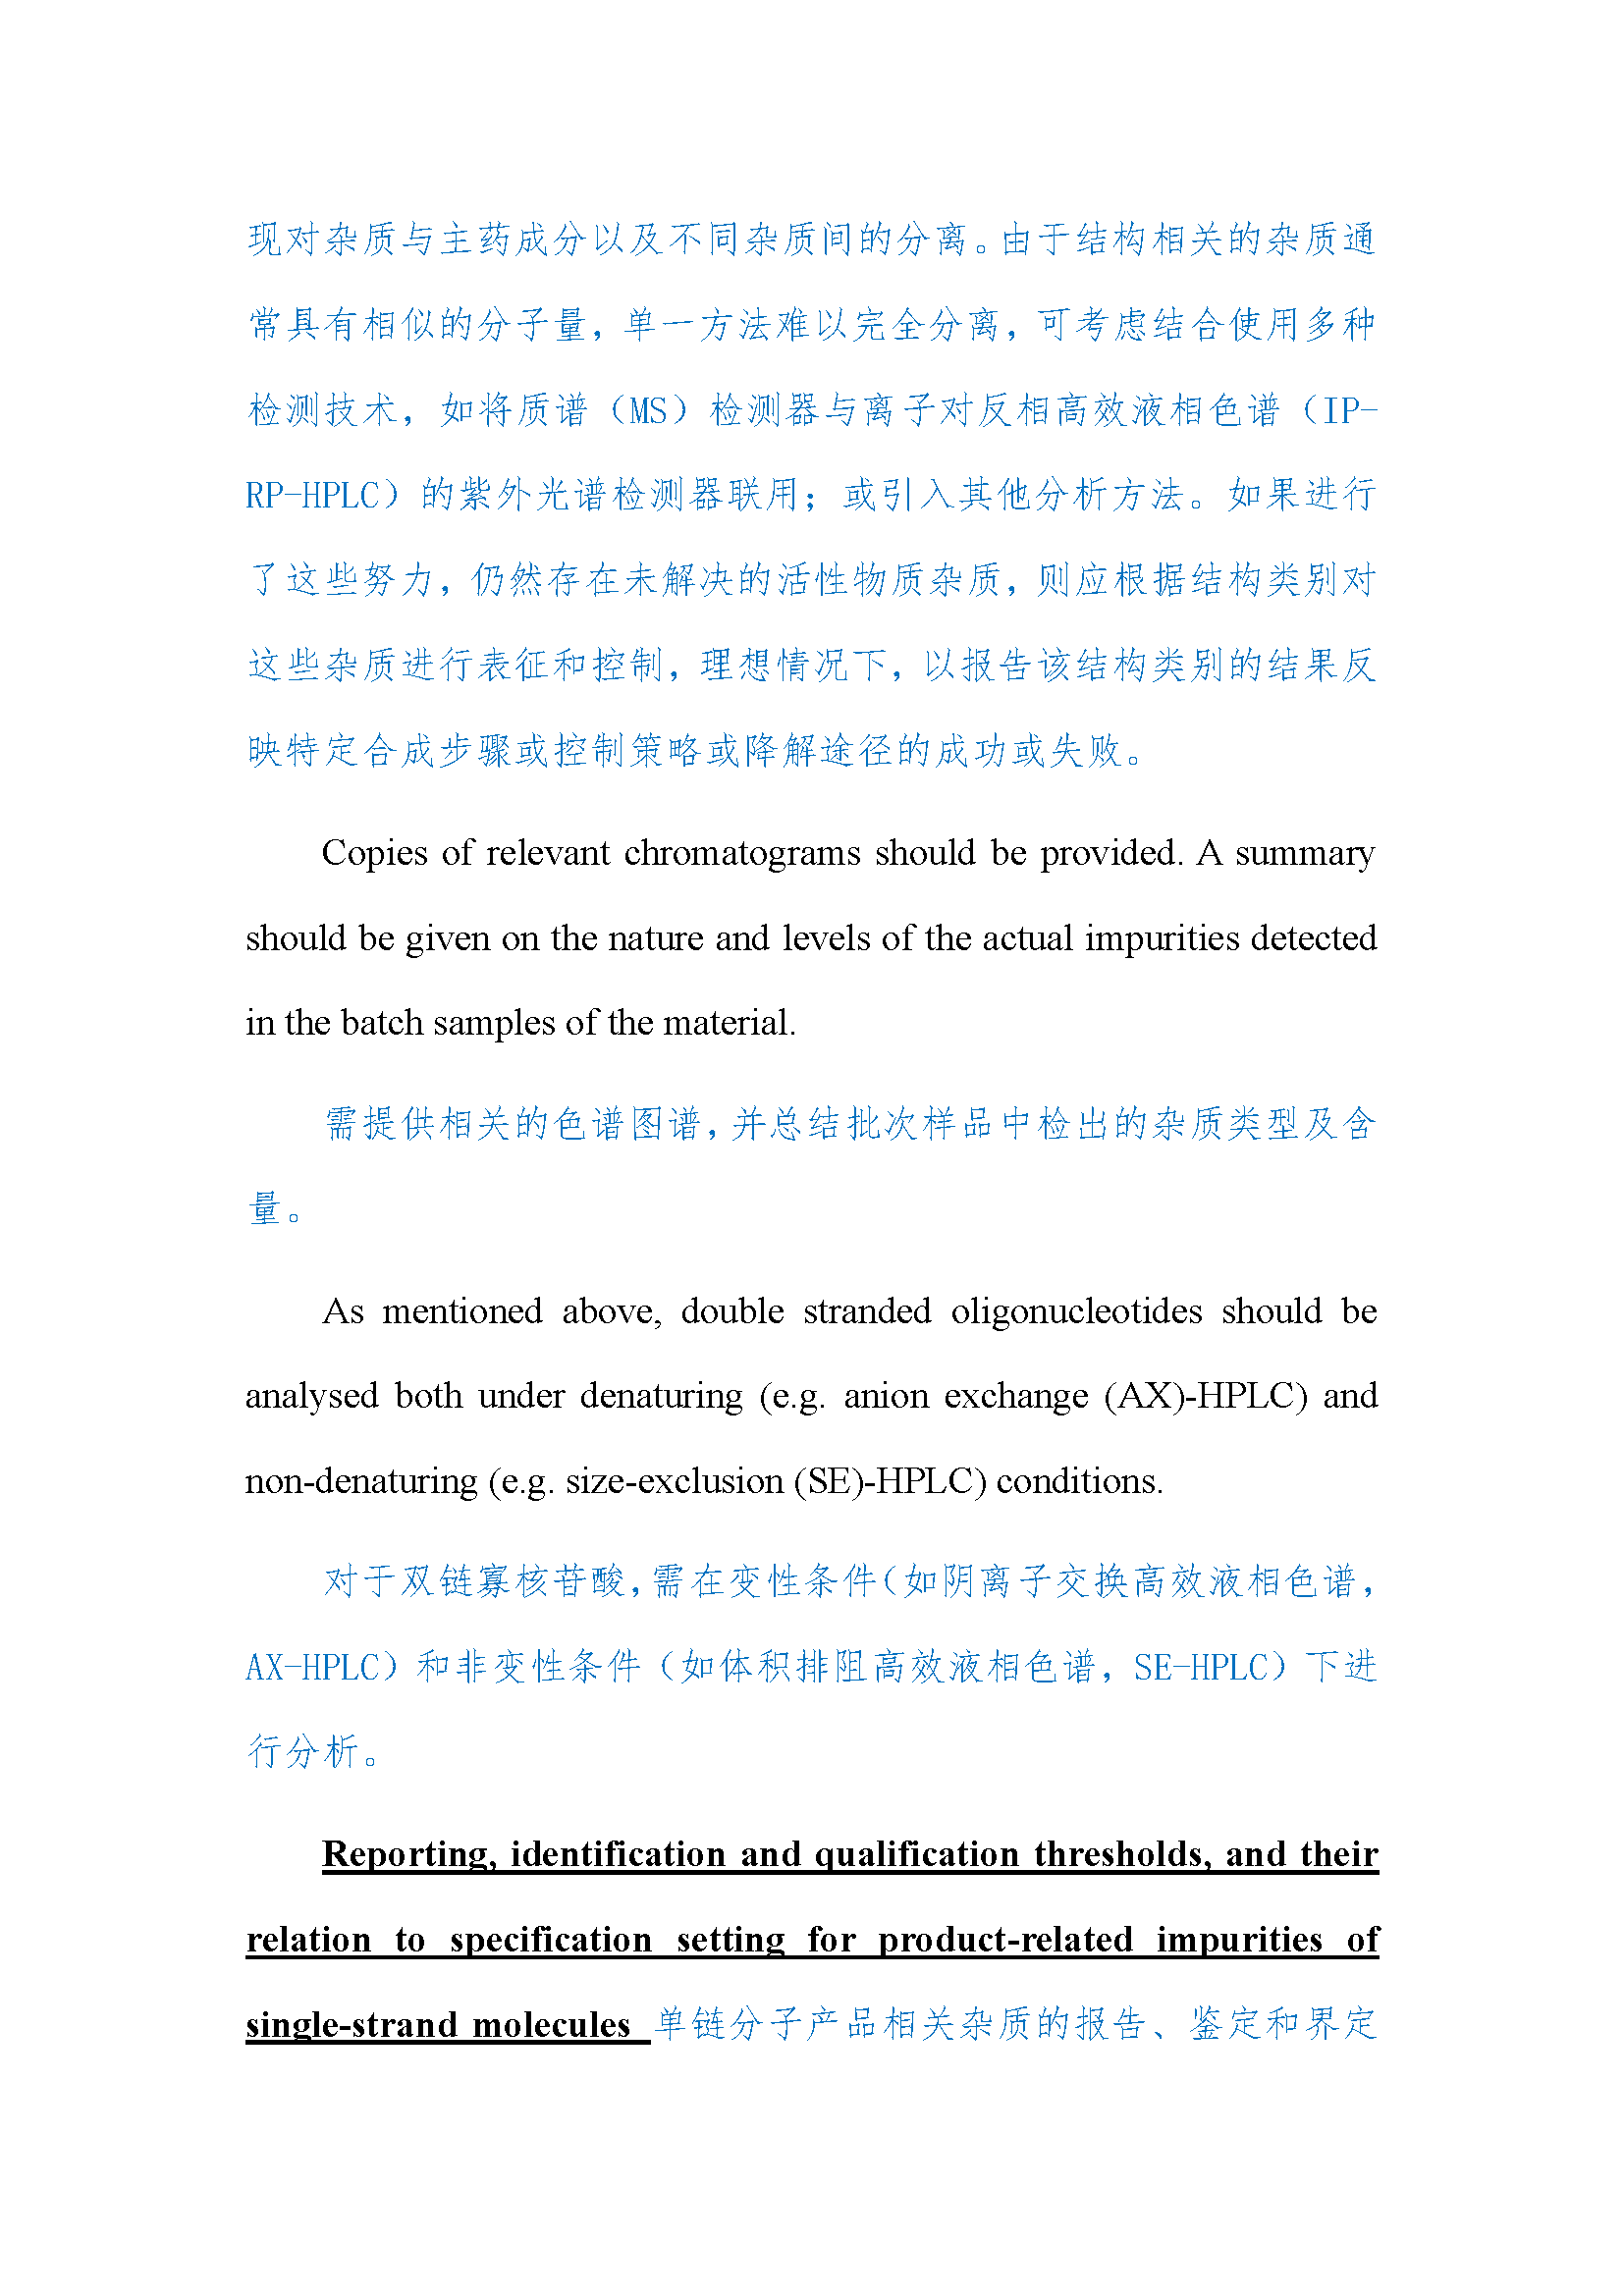 现对杂质与主药成分以及不同杂质间的分离。由于结构相关的杂质通
常具有相似的分子量，单一方法难以完全分离，可考虑结合使用多种
检测技术，如将质谱（MS）检测器与离子对反相高效液相色谱（IP-
RP-HPLC）的紫外光谱检测器联用；或引入其他分析方法。如果进行
了这些努力，仍然存在未解决的活性物质杂质，则应根据结构类别对
这些杂质进行表征和控制，理想情况下，以报告该结构类别的结果反
映特定合成步骤或控制策略或降解途径的成功或失败。
Copies of relevant chromatograms should be provided. A summary
should be given on the nature and levels of the actual impurities detected
in the batch samples of the material.
需提供相关的色谱图谱，并总结批次样品中检出的杂质类型及含
量。
As mentioned above, double stranded oligonucleotides should be
analysed both under denaturing (e.g. anion exchange (AX)-HPLC) and
non-denaturing (e.g. size-exclusion (SE)-HPLC) conditions.
对于双链寡核苷酸，需在变性条件（如阴离子交换高效液相色谱，
AX-HPLC）和非变性条件（如体积排阻高效液相色谱，SE-HPLC）下进
行分析。
Reporting, identification and qualification thresholds, and their
relation to specification setting for product-related impurities of
single-strand molecules 单链分子产品相关杂质的报告、鉴定和界定